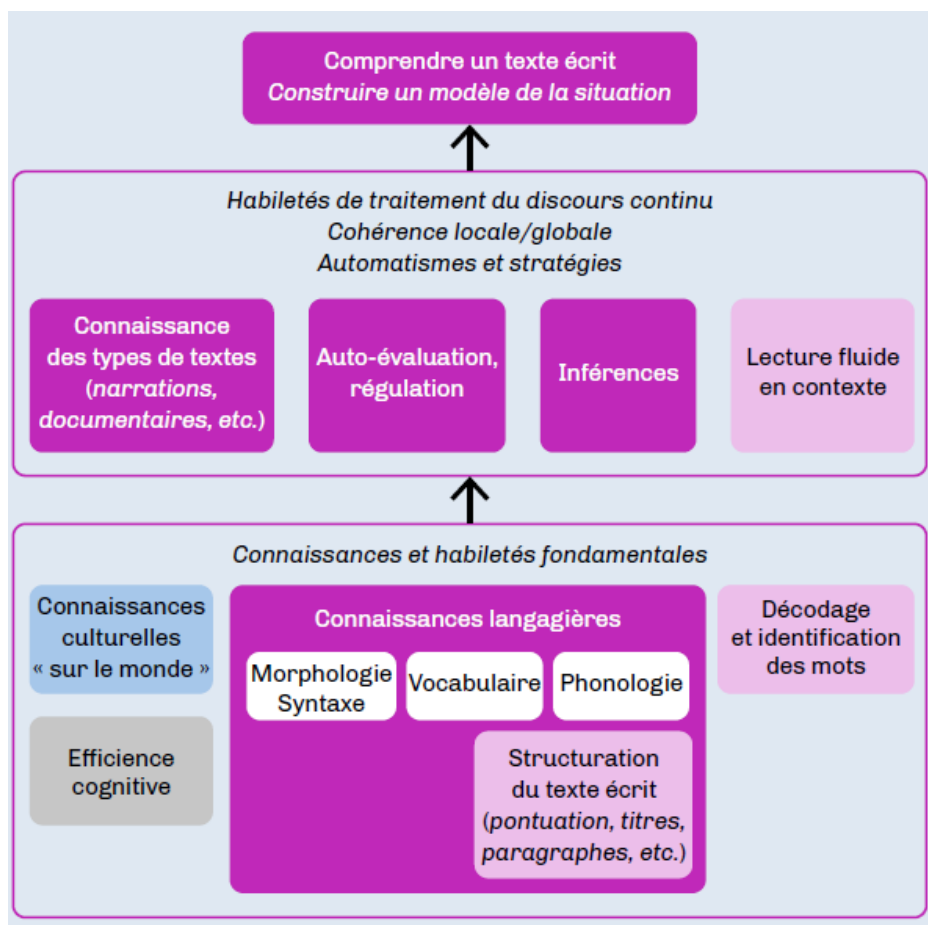 Comprendre un texte écrit
Construire un modèle de la situation
Habiletés de traitement du discours continu
Cohérence locale/globale
Automatismes et stratégies
Connaissance
des types de textes
(narrations,
documentaires, etc.)
Auto-évaluation,
régulation
Inférences
Lecture fluide
en contexte
Connaissances et habiletés fondamentales
Connaissances
culturelles
« sur le monde »
Efficience
cognitive
Connaissances langagières
Morphologie
Syntaxe
Vocabulaire
Phonologie
Structuration
du texte écrit
(pontuation, titres,
paragraphes, etc.)
Décodage
et identification
des mots